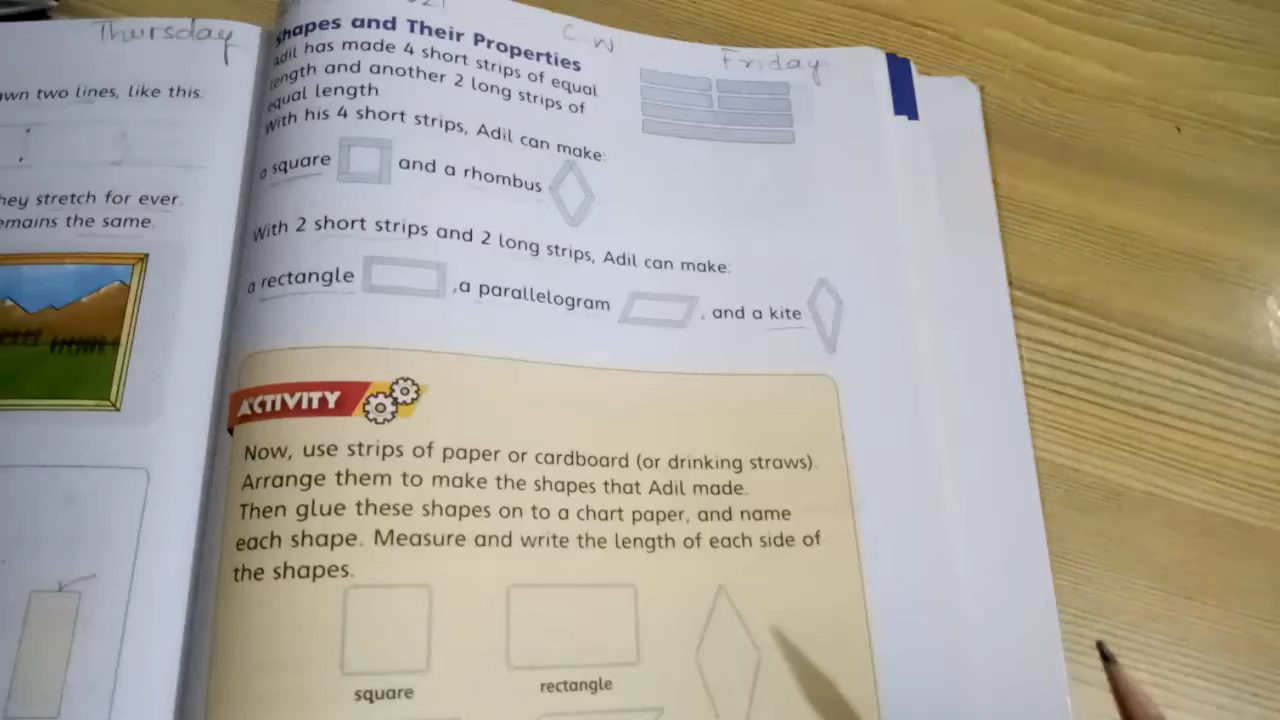 Thursday
two lines, like this.
stretch for ever.
the same.
C.W
Friday
Shapes and Their Properties
Adil has made 4 short strips of equal
length and another 2 long strips of
equal length
With his 4 short strips, Adil can make:
a square and a rhombus
With 2 short strips and 2 long strips, Adil can make:
a rectangle , a parallelogram , and a kite
ACTIVITY
Now, use strips of paper or cardboard (or drinking straws).
Arrange them to make the shapes that Adil made.
Then glue these shapes on to a chart paper, and name
each shape. Measure and write the length of each side of
the shapes.
square
rectangle